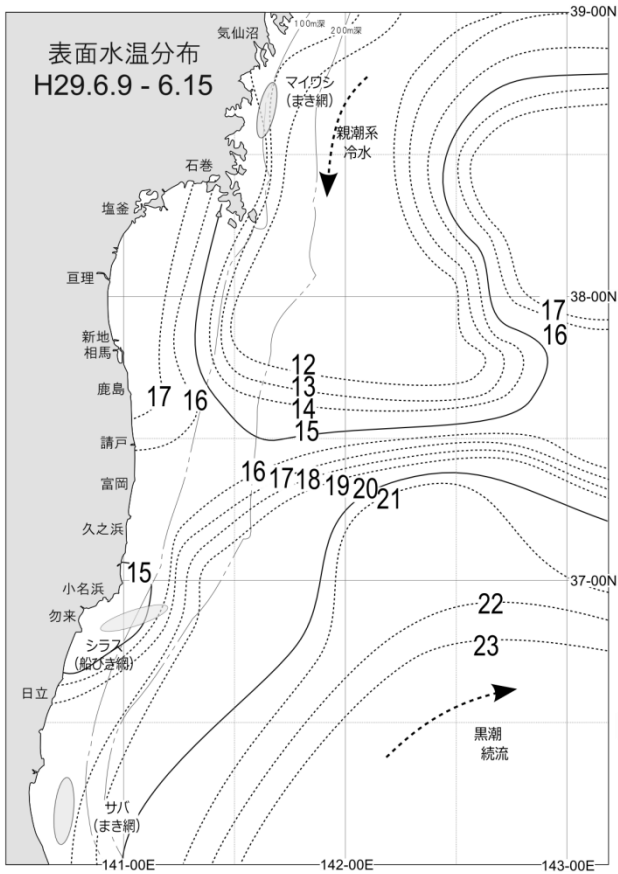 39-00N
気仙沼
100m深
200m深
表面水温分布
H29.6.9 - 6.15
マイワシ
(まき網)
親潮系
冷水
石巻
塩釜
亘理
38-00N
17
16
新地
相馬
鹿島
12
13
14
15
17
16
請戸
富岡
16
17
18
19
20
21
久之浜
15
37-00N
小名浜
勿来
22
23
シラス
(船びき網)
日立
黒潮
続流
サバ
(まき網)
141-00E
142-00E
143-00E